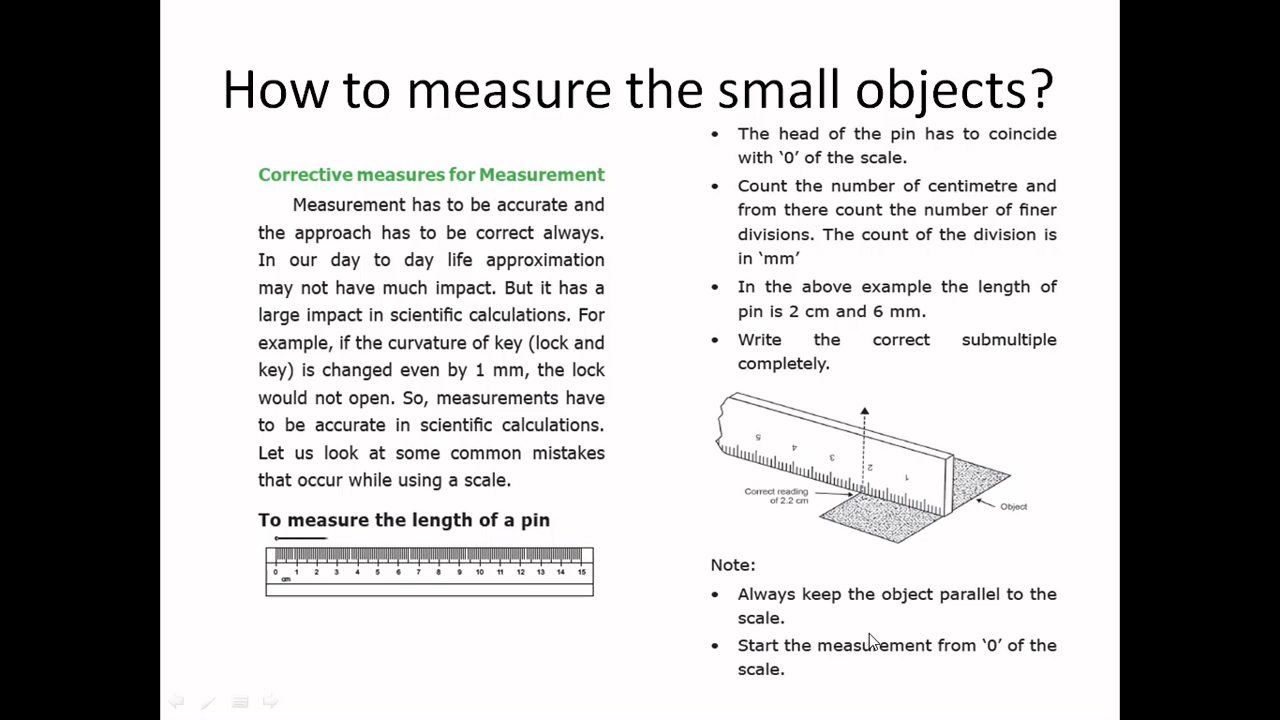 How to measure the small objects?
Corrective measures for Measurement
Measurement has to be accurate and
the approach has to be correct always.
In our day to day life approximation
may not have much impact. But it has a
large impact in scientific calculations. For
example, if the curvature of key (lock and
key) is changed even by 1 mm, the lock
would not open. So, measurements have
to be accurate in scientific calculations.
Let us look at some common mistakes
that occur while using a scale.
To measure the length of a pin
0 1 2 3 4 5 6 7 8 9 10 11 12 13 14 15
cm
• The head of the pin has to coincide
with ‘0’ of the scale.
• Count the number of centimetre and
from there count the number of finer
divisions. The count of the division is
in ‘mm’
• In the above example the length of
pin is 2 cm and 6 mm.
• Write the correct submultiple
completely.
5 4 3 2 1
Correct reading
of 2.2 cm
Object
Note:
• Always keep the object parallel to the
scale.
• Start the measurement from ‘0’ of the
scale.